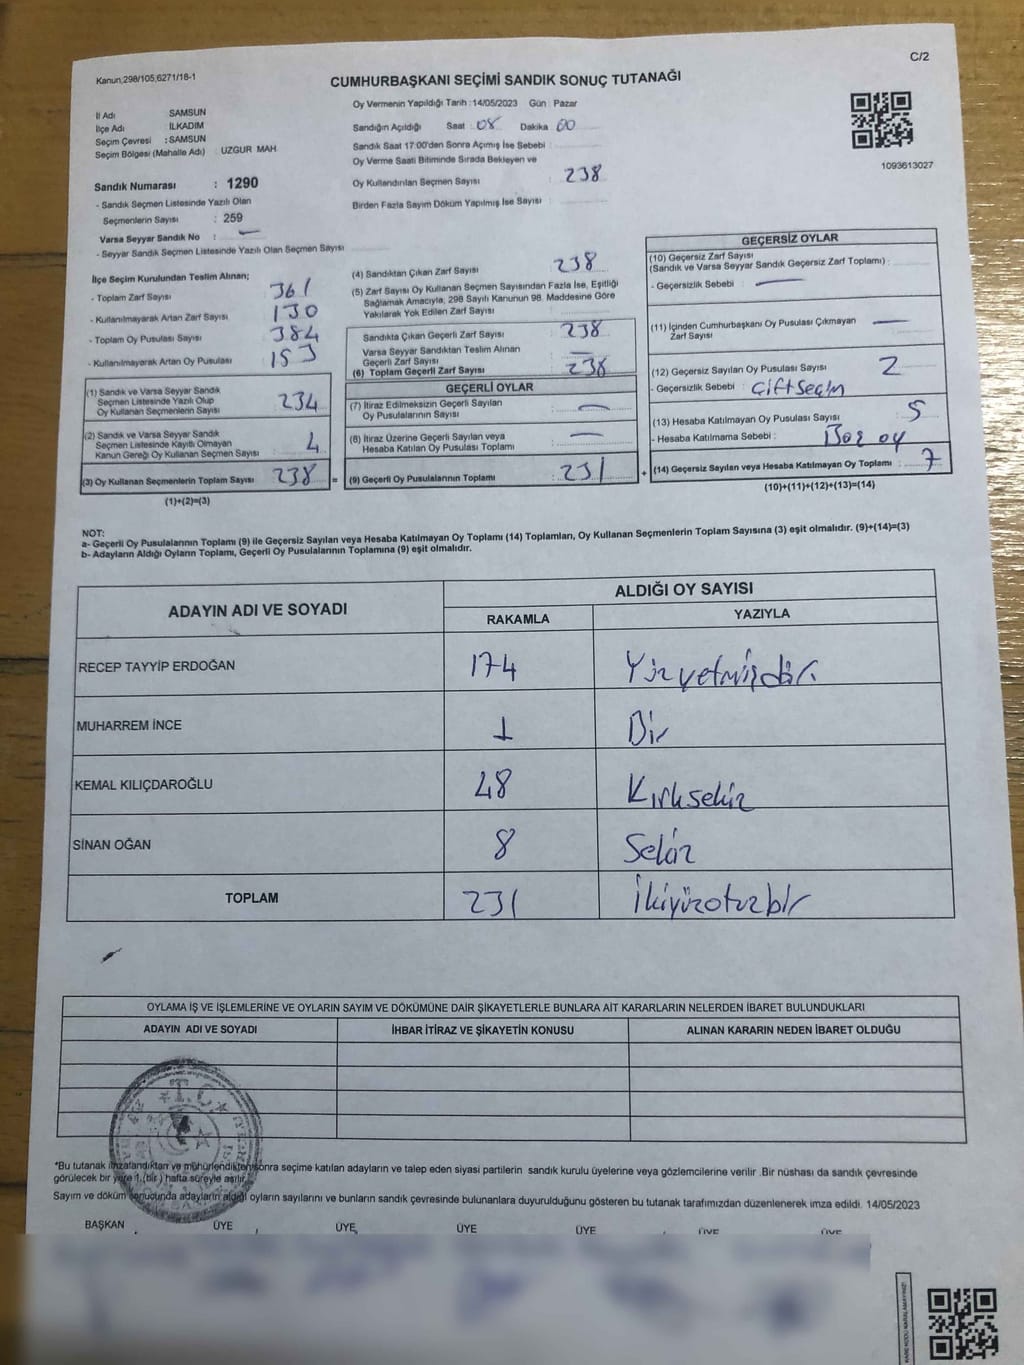 C/2
Kanun,298/105,6271/18-1
CUMHURBAŞKANI SEÇİMİ SANDIK SONUÇ TUTANAĞI
İl Adı SAMSUN
İlçe Adı : İLKADIM
Seçim Çevresi : SAMSUN
Seçim Bölgesi (Mahalle Adı) : UZGUR MAH.
Sandık Numarası : 1290
- Sandık Seçmen Listesinde Yazılı Olan
Seçmenlerin Sayısı : 259
Varsa Seyyar Sandık No : —
- Seyyar Sandık Seçmen Listesinde Yazılı Olan Seçmen Sayısı
Oy Vermenin Yapıldığı Tarih :14/05/2023 Gün : Pazar
Sandığın Açıldığı Saat : 08 Dakika 00
Sandık Saat 17:00'den Sonra Açımış İse Sebebi :
Oy Verme Saati Bitiminde Sırada Bekleyen ve
Oy Kullandırılan Seçmen Sayısı : 238
Birden Fazla Sayım Döküm Yapılmış İse Sayısı :
1093613027
İlçe Seçim Kurulundan Teslim Alınan;
- Toplam Zarf Sayısı 361
- Kullanılmayarak Artan Zarf Sayısı 130
- Toplam Oy Pusulası Sayısı 384
- Kullanılmayarak Artan Oy Pusulası 153
(1) Sandık ve Varsa Seyyar Sandık
Seçmen Listesinde Yazılı Olup
Oy Kullanan Seçmenlerin Sayısı 234
(2) Sandık ve Varsa Seyyar Sandık
Seçmen Listesinde Kayıtlı Olmayan
Kanun Gereği Oy Kullanan Seçmen Sayısı 4
(3) Oy Kullanan Seçmenlerin Toplam Sayısı 238 =
(1)+(2)=(3)
(4) Sandıktan Çıkan Zarf Sayısı 238
(5) Zarf Sayısı Oy Kullanan Seçmen Sayısından Fazla İse, Eşitliği
Sağlamak Amacıyla, 298 Sayılı Kanunun 98. Maddesine Göre
Yakılarak Yok Edilen Zarf Sayısı :
Sandıkta Çıkan Geçerli Zarf Sayısı 238
Varsa Seyyar Sandıktan Teslim Alınan
Geçerli Zarf Sayısı —
(6) Toplam Geçerli Zarf Sayısı 238
GEÇERLİ OYLAR
(7) İtiraz Edilmeksizin Geçerli Sayılan
Oy Pusulalarının Sayısı —
(8) İtiraz Üzerine Geçerli Sayılan veya
Hesaba Katılan Oy Pusulası Toplamı —
(9) Geçerli Oy Pusulalarının Toplamı 231 +
GEÇERSİZ OYLAR
(10) Geçersiz Zarf Sayısı
(Sandık ve Varsa Seyyar Sandık Geçersiz Zarf Toplamı) :
- Geçersizlik Sebebi : —
(11) İçinden Cumhurbaşkanı Oy Pusulası Çıkmayan —
Zarf Sayısı
(12) Geçersiz Sayılan Oy Pusulası Sayısı 2
- Geçersizlik Sebebi : Çift Seçim
(13) Hesaba Katılmayan Oy Pusulası Sayısı 5
- Hesaba Katılmama Sebebi : Boş oy
(14) Geçersiz Sayılan veya Hesaba Katılmayan Oy Toplamı : 7
(10)+(11)+(12)+(13)=(14)
NOT:
a- Geçerli Oy Pusulalarının Toplamı (9) ile Geçersiz Sayılan veya Hesaba Katılmayan Oy Toplamı (14) Toplamları, Oy Kullanan Seçmenlerin Toplam Sayısına (3) eşit olmalıdır. (9)+(14)=(3)
b- Adayların Aldığı Oyların Toplamı, Geçerli Oy Pusulalarının Toplamına (9) eşit olmalıdır.
ADAYIN ADI VE SOYADI ALDIĞI OY SAYISI
RAKAMLA YAZIYLA
RECEP TAYYİP ERDOĞAN 174 Yüzyetmişdört
MUHARREM İNCE 1 Bir
KEMAL KILIÇDAROĞLU 48 Kırksekiz
SİNAN OĞAN 8 Sekiz
TOPLAM 231 İkiyüzotuzbir
OYLAMA İŞ VE İŞLEMLERİNE VE OYLARIN SAYIM VE DÖKÜMÜNE DAİR ŞİKAYETLERLE BUNLARA AİT KARARLARIN NELERDEN İBARET BULUNDUKLARI
ADAYIN ADI VE SOYADI İHBAR İTİRAZ VE ŞİKAYETİN KONUSU ALINAN KARARIN NEDEN İBARET OLDUĞU
T.C.
*Bu tutanak imzalandıktan ve mühürlendikten sonra seçime katılan adayların ve talep eden siyasi partilerin sandık kurulu üyelerine veya gözlemcilerine verilir .Bir nüshası da sandık çevresinde
görülecek bir yere 1.(bir ) hafta süreyle asılır.
Sayım ve döküm sonucunda adayların aldığı oyların sayılarını ve bunların sandık çevresinde bulunanlara duyurulduğunu gösteren bu tutanak tarafımızdan düzenlenerek imza edildi. 14/05/2023
BAŞKAN ÜYE ÜYE ÜYE ÜYE ÜYE ÜYE